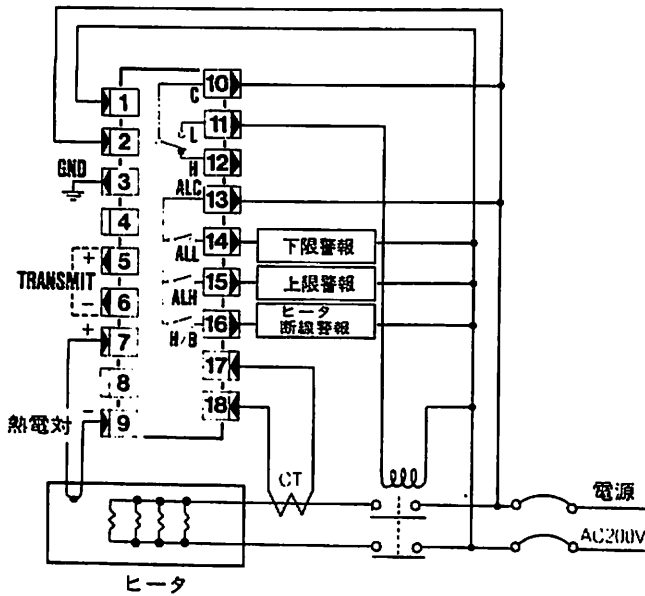 1
2
GND
3
4
+
5
TRANSMIT
−
6
+
7
8
熱電対
−
9
C
10
L
11
H
12
ALC
13
ALL
14
下限警報
ALH
15
上限警報
H/B
16
ヒータ
断線警報
17
18
CT
電源
AC200V
ヒータ